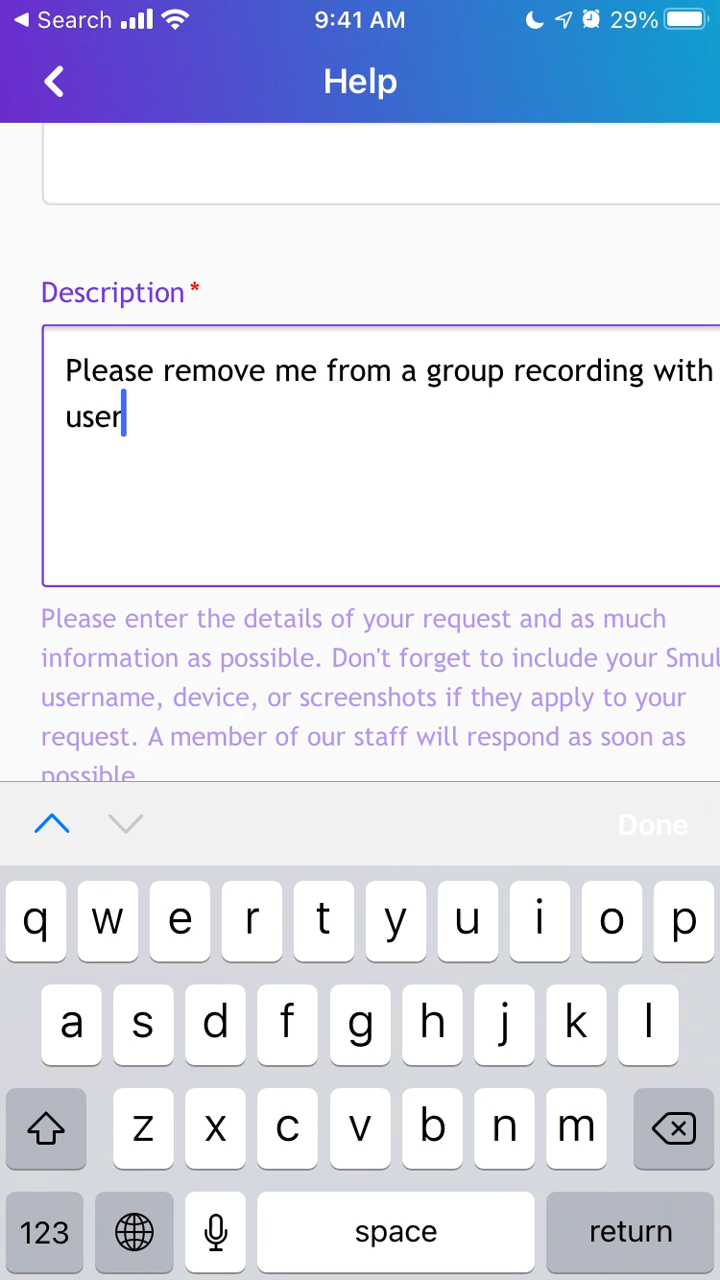 Search 9:41 AM 29%
Help
Description *
Please remove me from a group recording with
user
Please enter the details of your request and as much
information as possible. Don't forget to include your Smul
username, device, or screenshots if they apply to your
request. A member of our staff will respond as soon as
possible
Done
q w e r t y u i o p
a s d f g h j k l
z x c v b n m
123 space return